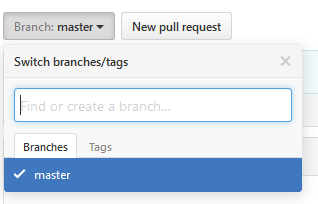 Branch: master New pull request
Switch branches/tags
Find or create a branch...
Branches Tags
master